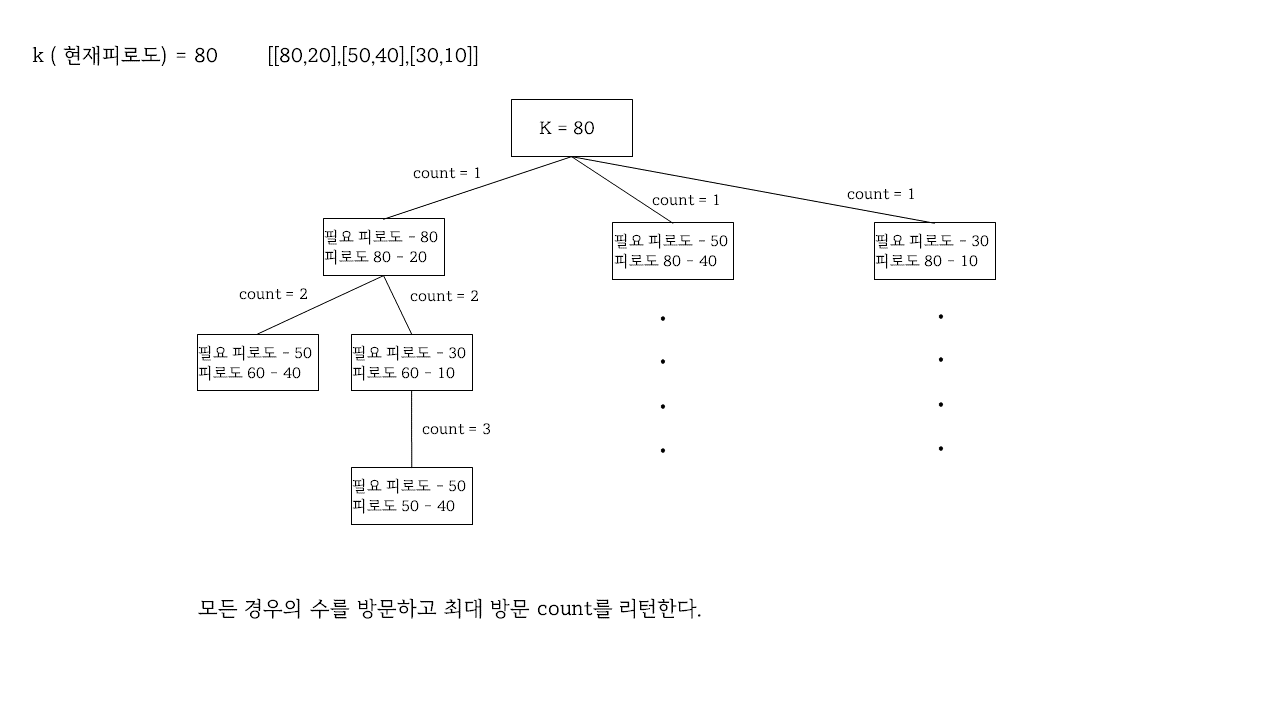 k ( 현재피로도) = 80 [[80,20],[50,40],[30,10]]
K = 80
count = 1
count = 1
count = 1
필요 피로도 - 80
피로도 80 - 20
필요 피로도 - 50
피로도 80 - 40
필요 피로도 - 30
피로도 80 - 10
count = 2
count = 2
필요 피로도 - 50
피로도 60 - 40
필요 피로도 - 30
피로도 60 - 10
count = 3
필요 피로도 - 50
피로도 50 - 40
모든 경우의 수를 방문하고 최대 방문 count를 리턴한다.